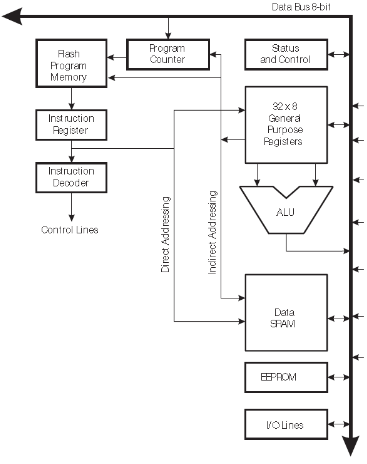 Data Bus 8-bit
Flash
Program
Memory
Program
Counter
Status
and Control
Instruction
Register
32 x 8
General
Purpose
Registers
Instruction
Decoder
Direct Addressing
Indirect Addressing
ALU
Control Lines
Data
SRAM
EEPROM
I/O Lines